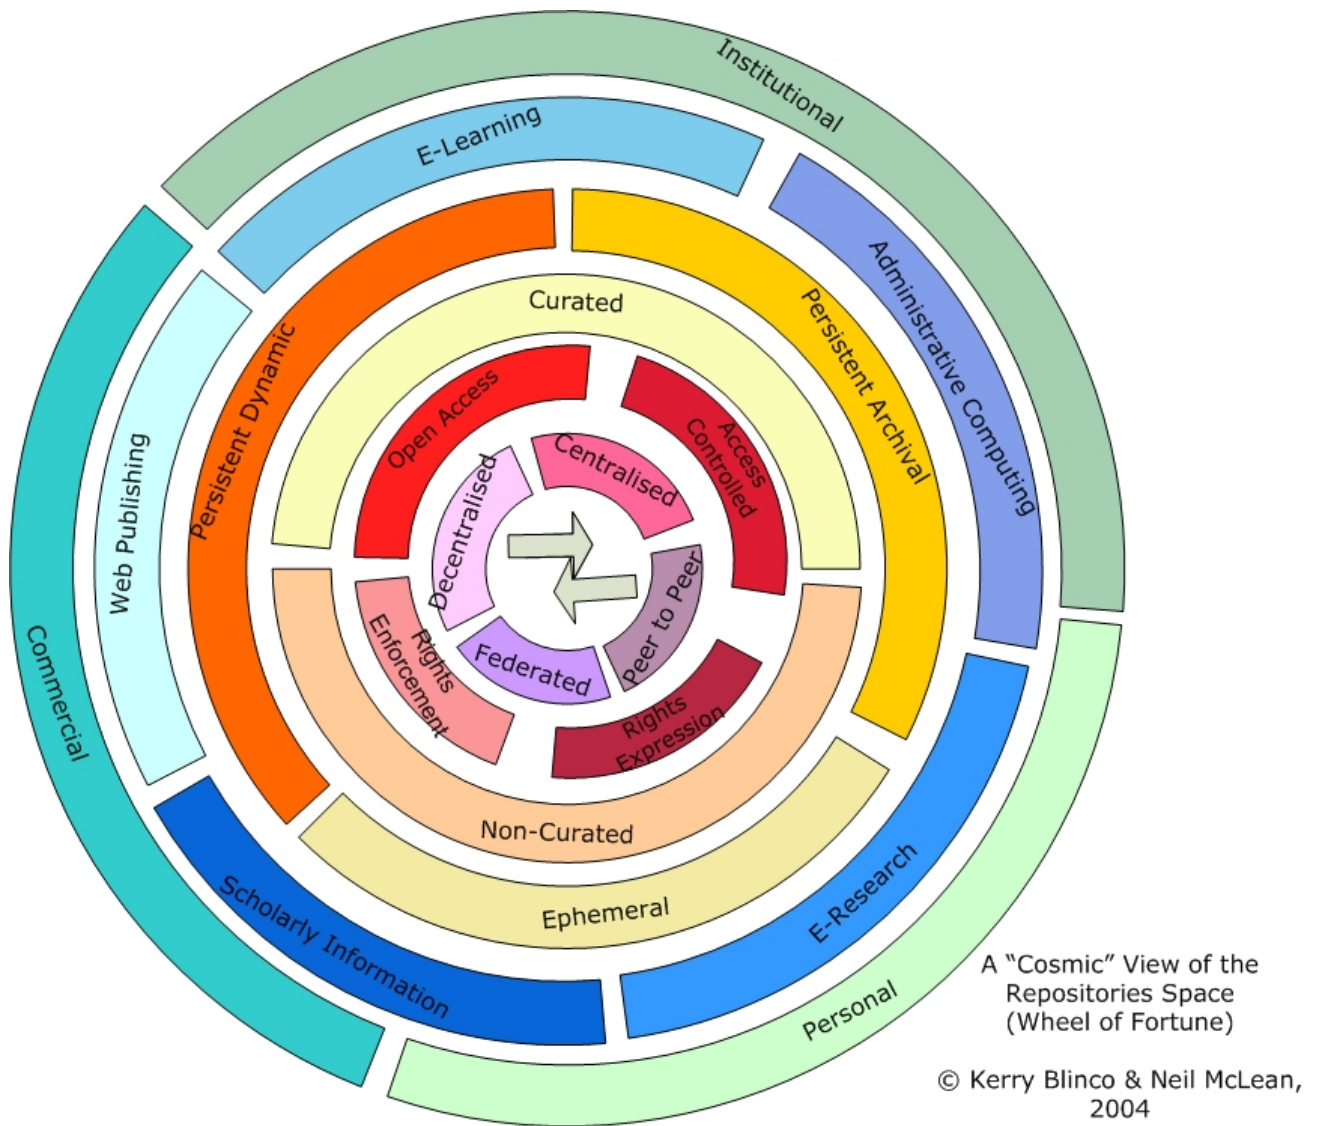 Institutional
E-Learning
Administrative Computing
Persistent Dynamic
Persistent Archival
Curated
Open Access
Access
Controlled
Centralised
Decentralised
Web Publishing
Peer to Peer
Federated
Rights
Enforcement
Rights
Expression
Commercial
Non-Curated
Ephemeral
Scholarly Information
E-Research
Personal
A “Cosmic” View of the
Repositories Space
(Wheel of Fortune)
© Kerry Blinco & Neil McLean,
2004